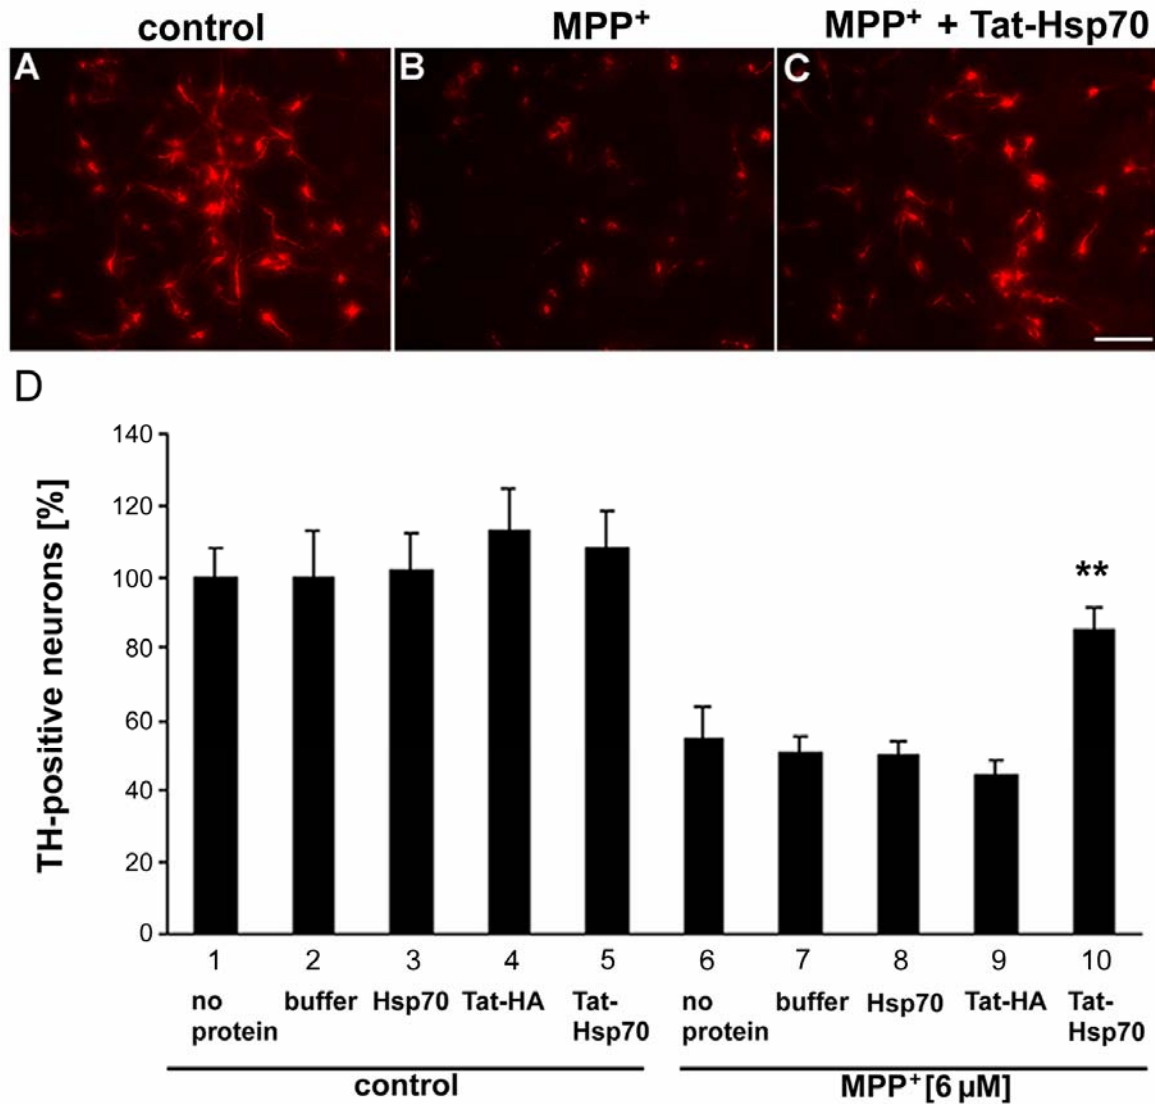 control MPP⁺ MPP⁺ + Tat-Hsp70
A B C
D
TH-positive neurons [%]
140
120
100
80
60
40
20
0
**
1 2 3 4 5 6 7 8 9 10
no protein buffer Hsp70 Tat-HA Tat-Hsp70 no protein buffer Hsp70 Tat-HA Tat-Hsp70
control MPP⁺ [6 µM]